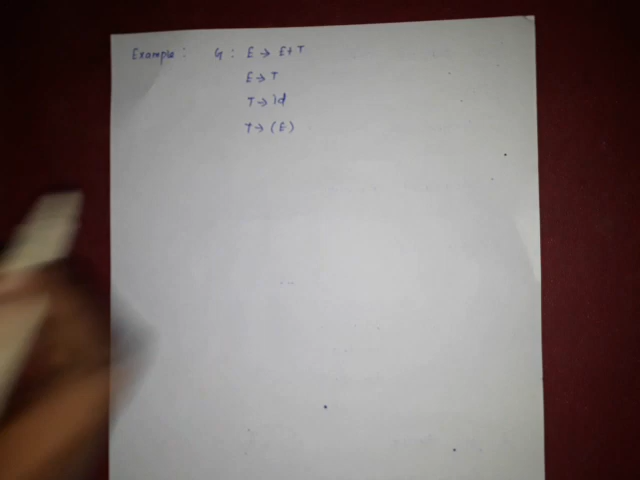 Example : G : E → E+T
E → T
T → id
T → (E)